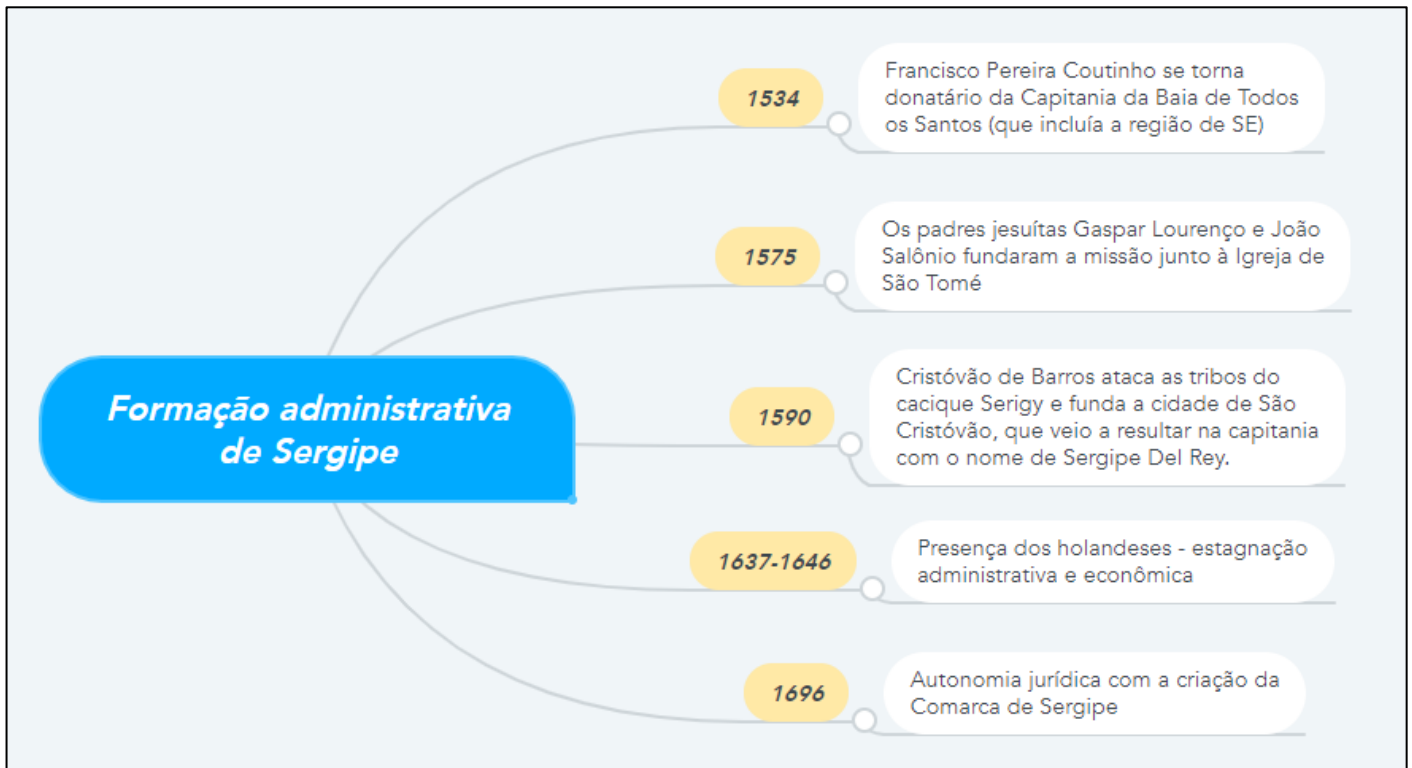 Formação administrativa
de Sergipe
1534
Francisco Pereira Coutinho se torna
donatário da Capitania da Baia de Todos
os Santos (que incluía a região de SE)
1575
Os padres jesuítas Gaspar Lourenço e João
Salônio fundaram a missão junto à Igreja de
São Tomé
1590
Cristóvão de Barros ataca as tribos do
cacique Serigy e funda a cidade de São
Cristóvão, que veio a resultar na capitania
com o nome de Sergipe Del Rey.
1637-1646
Presença dos holandeses - estagnação
administrativa e econômica
1696
Autonomia jurídica com a criação da
Comarca de Sergipe